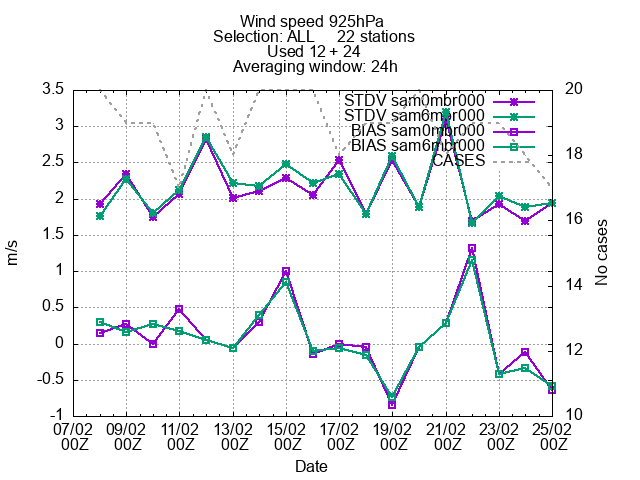 Wind speed 925hPa
Selection: ALL 22 stations
Used 12 + 24
Averaging window: 24h
STDV sam0mbr000
STDV sam6mbr000
BIAS sam0mbr000
BIAS sam6mbr000
CASES
3.5
3
2.5
2
1.5
1
0.5
0
-0.5
-1
m/s
20
18
16
14
12
10
No cases
07/02 09/02 11/02 13/02 15/02 17/02 19/02 21/02 23/02 25/02
00Z 00Z 00Z 00Z 00Z 00Z 00Z 00Z 00Z 00Z
Date